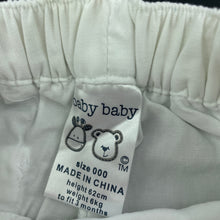 baby baby
© TM
size 000
MADE IN CHINA
height 62cm
weight 6kg
to fit 3 months